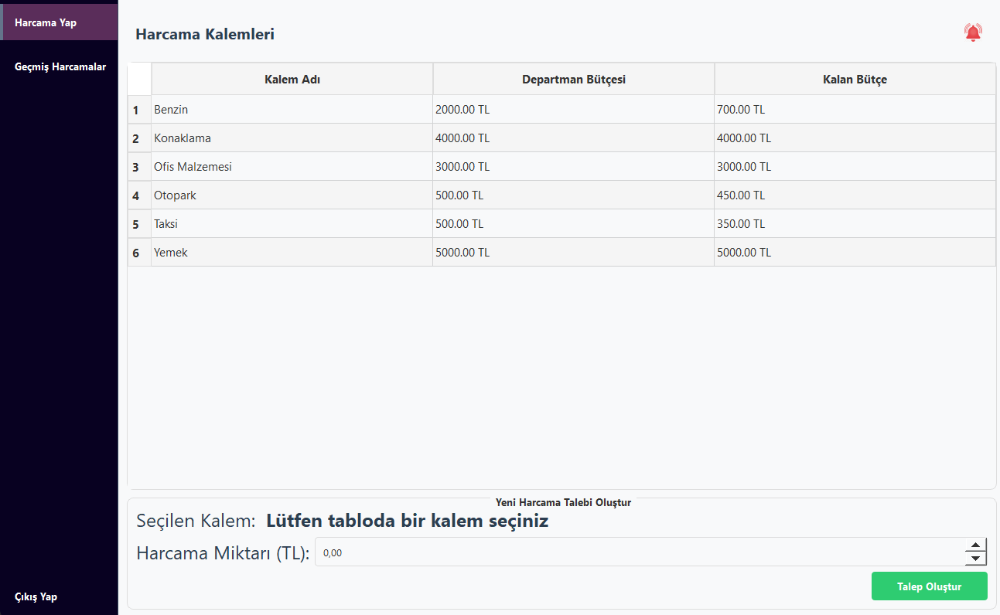 Harcama Yap
Geçmiş Harcamalar
Çıkış Yap
Harcama Kalemleri
Kalem Adı Departman Bütçesi Kalan Bütçe
1 Benzin 2000.00 TL 700.00 TL
2 Konaklama 4000.00 TL 4000.00 TL
3 Ofis Malzemesi 3000.00 TL 3000.00 TL
4 Otopark 500.00 TL 450.00 TL
5 Taksi 500.00 TL 350.00 TL
6 Yemek 5000.00 TL 5000.00 TL
Yeni Harcama Talebi Oluştur
Seçilen Kalem: Lütfen tabloda bir kalem seçiniz
Harcama Miktarı (TL): 0,00
Talep Oluştur